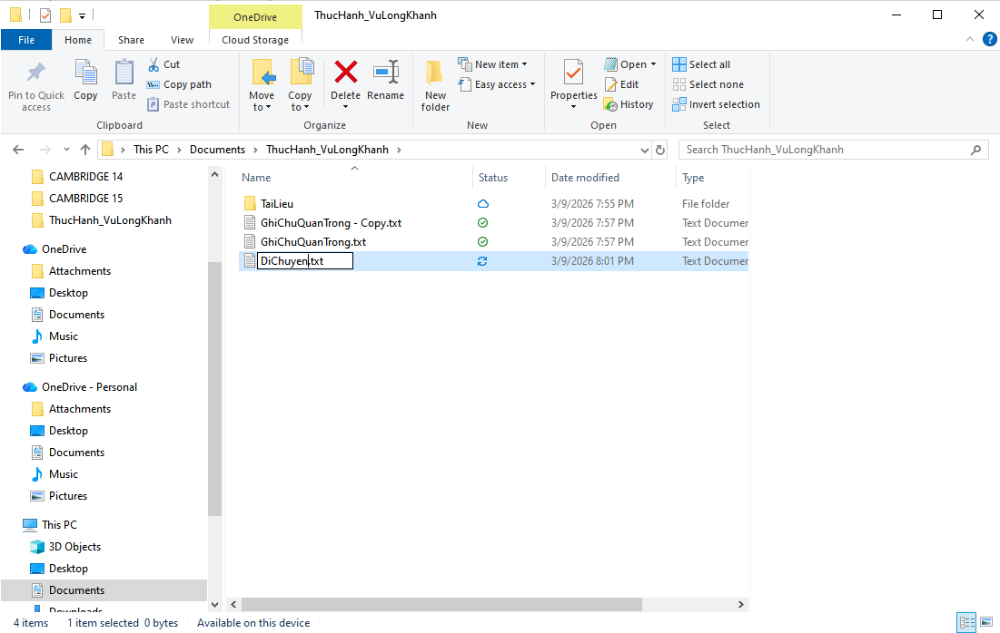 OneDrive
ThucHanh_VuLongKhanh
File
Home
Share
View
Cloud Storage
Pin to Quick access
Copy
Paste
Cut
Copy path
Paste shortcut
Move to
Copy to
Delete
Rename
New folder
New item
Easy access
Properties
Open
Edit
History
Select all
Select none
Invert selection
Clipboard
Organize
New
Open
Select
This PC > Documents > ThucHanh_VuLongKhanh >
Search ThucHanh_VuLongKhanh
CAMBRIDGE 14
CAMBRIDGE 15
ThucHanh_VuLongKhanh
OneDrive
Attachments
Desktop
Documents
Music
Pictures
OneDrive - Personal
Attachments
Desktop
Documents
Music
Pictures
This PC
3D Objects
Desktop
Documents
Downloads
Name Status Date modified Type
TaiLieu 3/9/2026 7:55 PM File folder
GhiChuQuanTrong - Copy.txt 3/9/2026 7:57 PM Text Documen
GhiChuQuanTrong.txt 3/9/2026 7:57 PM Text Documen
DiChuyen.txt 3/9/2026 8:01 PM Text Documen
4 items 1 item selected 0 bytes Available on this device